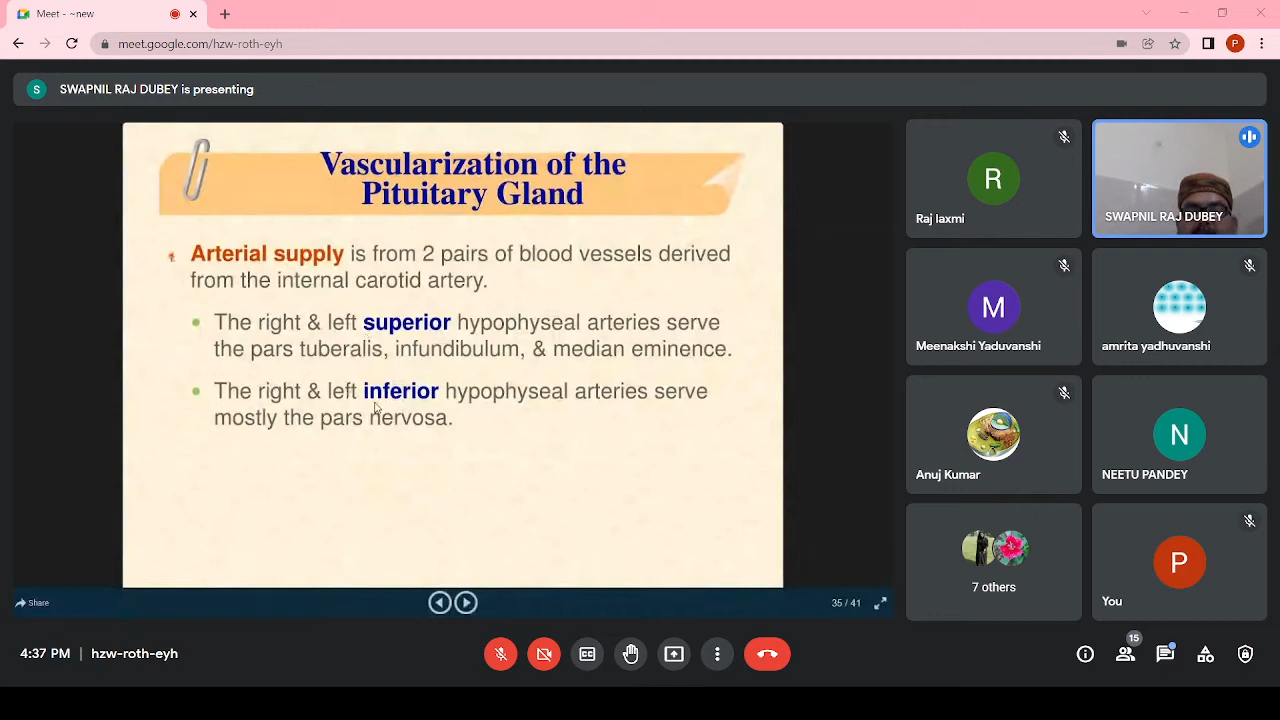 Meet - ~new
meet.google.com/hzw-roth-eyh
P
S
SWAPNIL RAJ DUBEY is presenting
Vascularization of the
Pituitary Gland
Arterial supply is from 2 pairs of blood vessels derived
from the internal carotid artery.
The right & left superior hypophyseal arteries serve
the pars tuberalis, infundibulum, & median eminence.
The right & left inferior hypophyseal arteries serve
mostly the pars nervosa.
Share
35 / 41
R
Raj laxmi
SWAPNIL RAJ DUBEY
M
Meenakshi Yaduvanshi
amrita yadhuvanshi
Anuj Kumar
N
NEETU PANDEY
7 others
P
You
4:37 PM | hzw-roth-eyh
CC
15